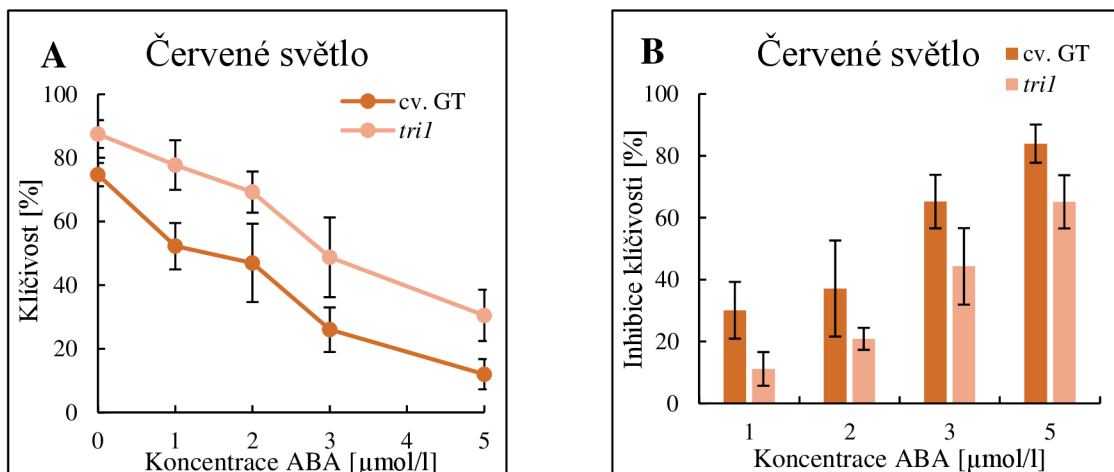 A Červené světlo
cv. GT
tri1
Klíčivost [%]
100
80
60
40
20
0
0 1 2 3 4 5
Koncentrace ABA [µmol/l]
B Červené světlo
cv. GT
tri1
Inhibice klíčivosti [%]
100
80
60
40
20
0
1 2 3 5
Koncentrace ABA [µmol/l]